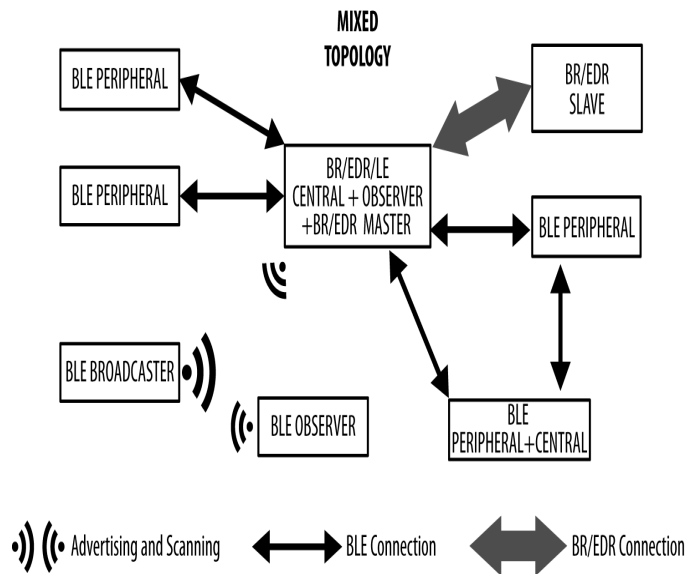 MIXED
TOPOLOGY
BLE PERIPHERAL
BR/EDR
SLAVE
BLE PERIPHERAL
BR/EDR/LE
CENTRAL + OBSERVER
+BR/EDR MASTER
BLE PERIPHERAL
BLE BROADCASTER
BLE OBSERVER
BLE
PERIPHERAL+CENTRAL
Advertising and Scanning
BLE Connection
BR/EDR Connection